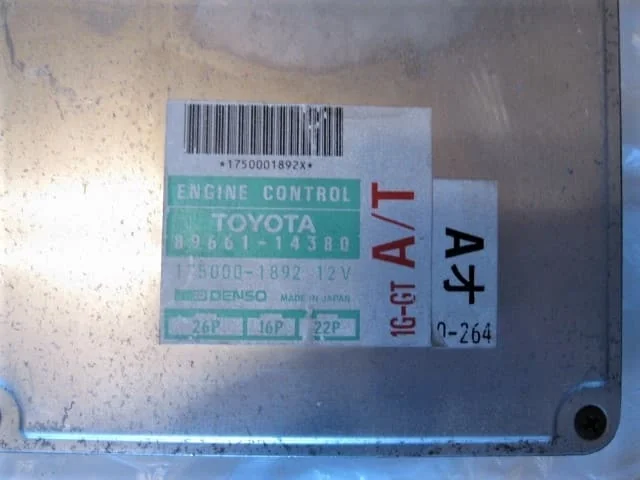 *1750001892X*
ENGINE CONTROL
TOYOTA
89661-14380
175000-1892 12V
DENSO MADE IN JAPAN
26P 16P 22P
1G-GT A/T
Aオ
0-264